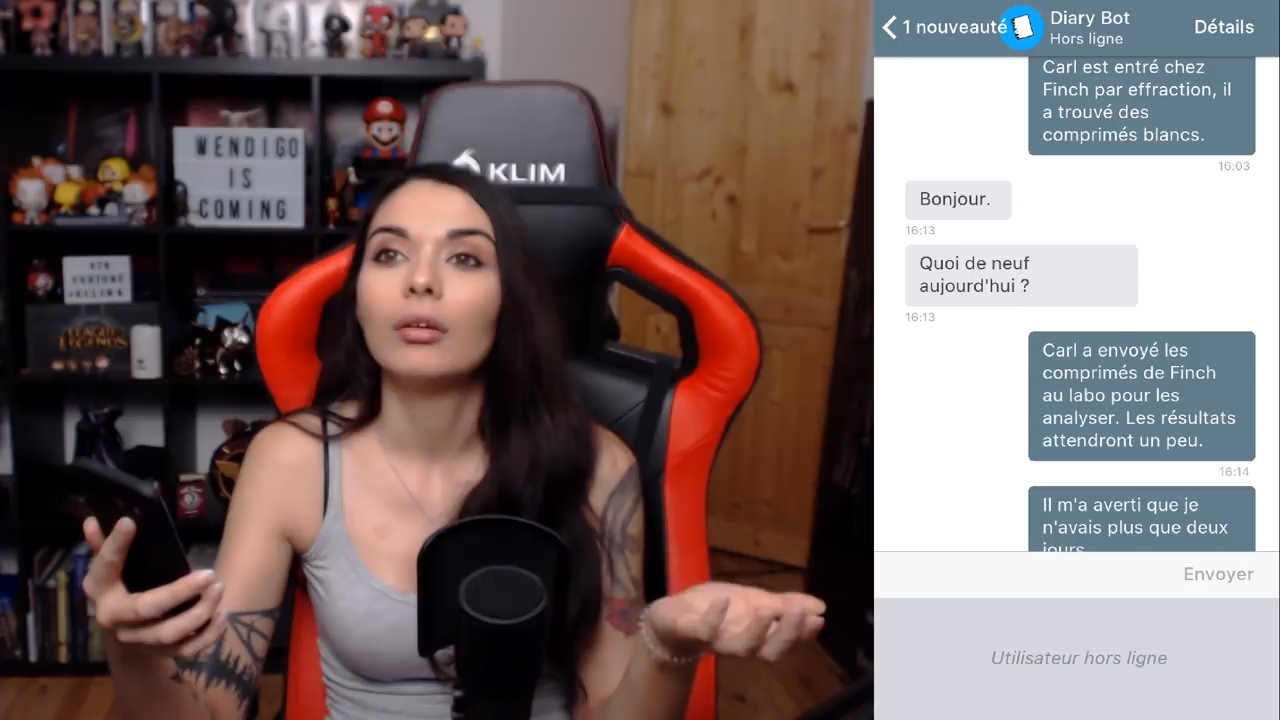 WENDIGO
IS
COMING
KLIM
LEAGUE
LEGENDS
1 nouveauté
Diary Bot
Hors ligne
Détails
Carl est entré chez
Finch par effraction, il
a trouvé des
comprimés blancs.
16:03
Bonjour.
16:13
Quoi de neuf
aujourd'hui ?
16:13
Carl a envoyé les
comprimés de Finch
au labo pour les
analyser. Les résultats
attendront un peu.
16:14
Il m'a averti que je
n'avais plus que deux
jours
Envoyer
Utilisateur hors ligne